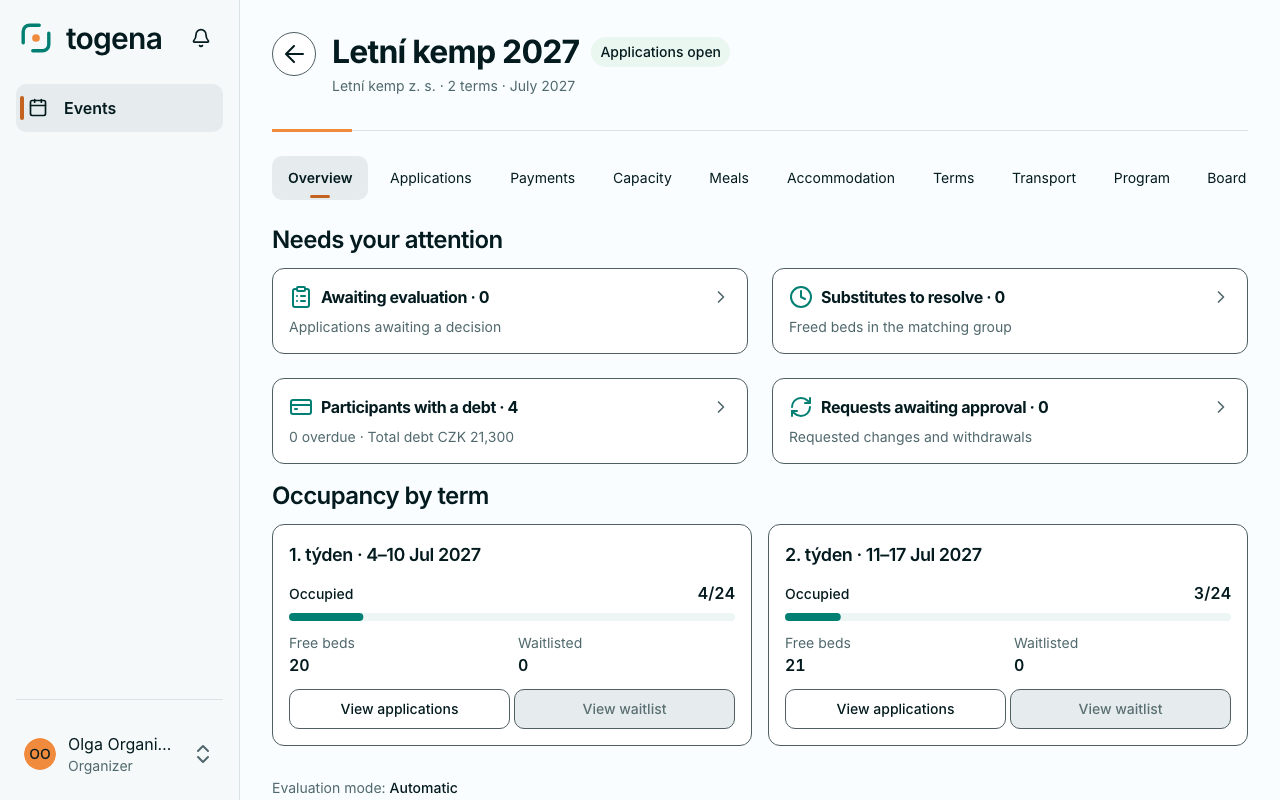 togena
Events
Letní kemp 2027
Applications open
Letní kemp z. s. · 2 terms · July 2027
Overview
Applications
Payments
Capacity
Meals
Accommodation
Terms
Transport
Program
Board
Needs your attention
Awaiting evaluation · 0
Applications awaiting a decision
Substitutes to resolve · 0
Freed beds in the matching group
Participants with a debt · 4
0 overdue · Total debt CZK 21,300
Requests awaiting approval · 0
Requested changes and withdrawals
Occupancy by term
1. týden · 4–10 Jul 2027
Occupied 4/24
Free beds
20
Waitlisted
0
View applications
View waitlist
2. týden · 11–17 Jul 2027
Occupied 3/24
Free beds
21
Waitlisted
0
View applications
View waitlist
Evaluation mode: Automatic
OO
Olga Organi...
Organizer